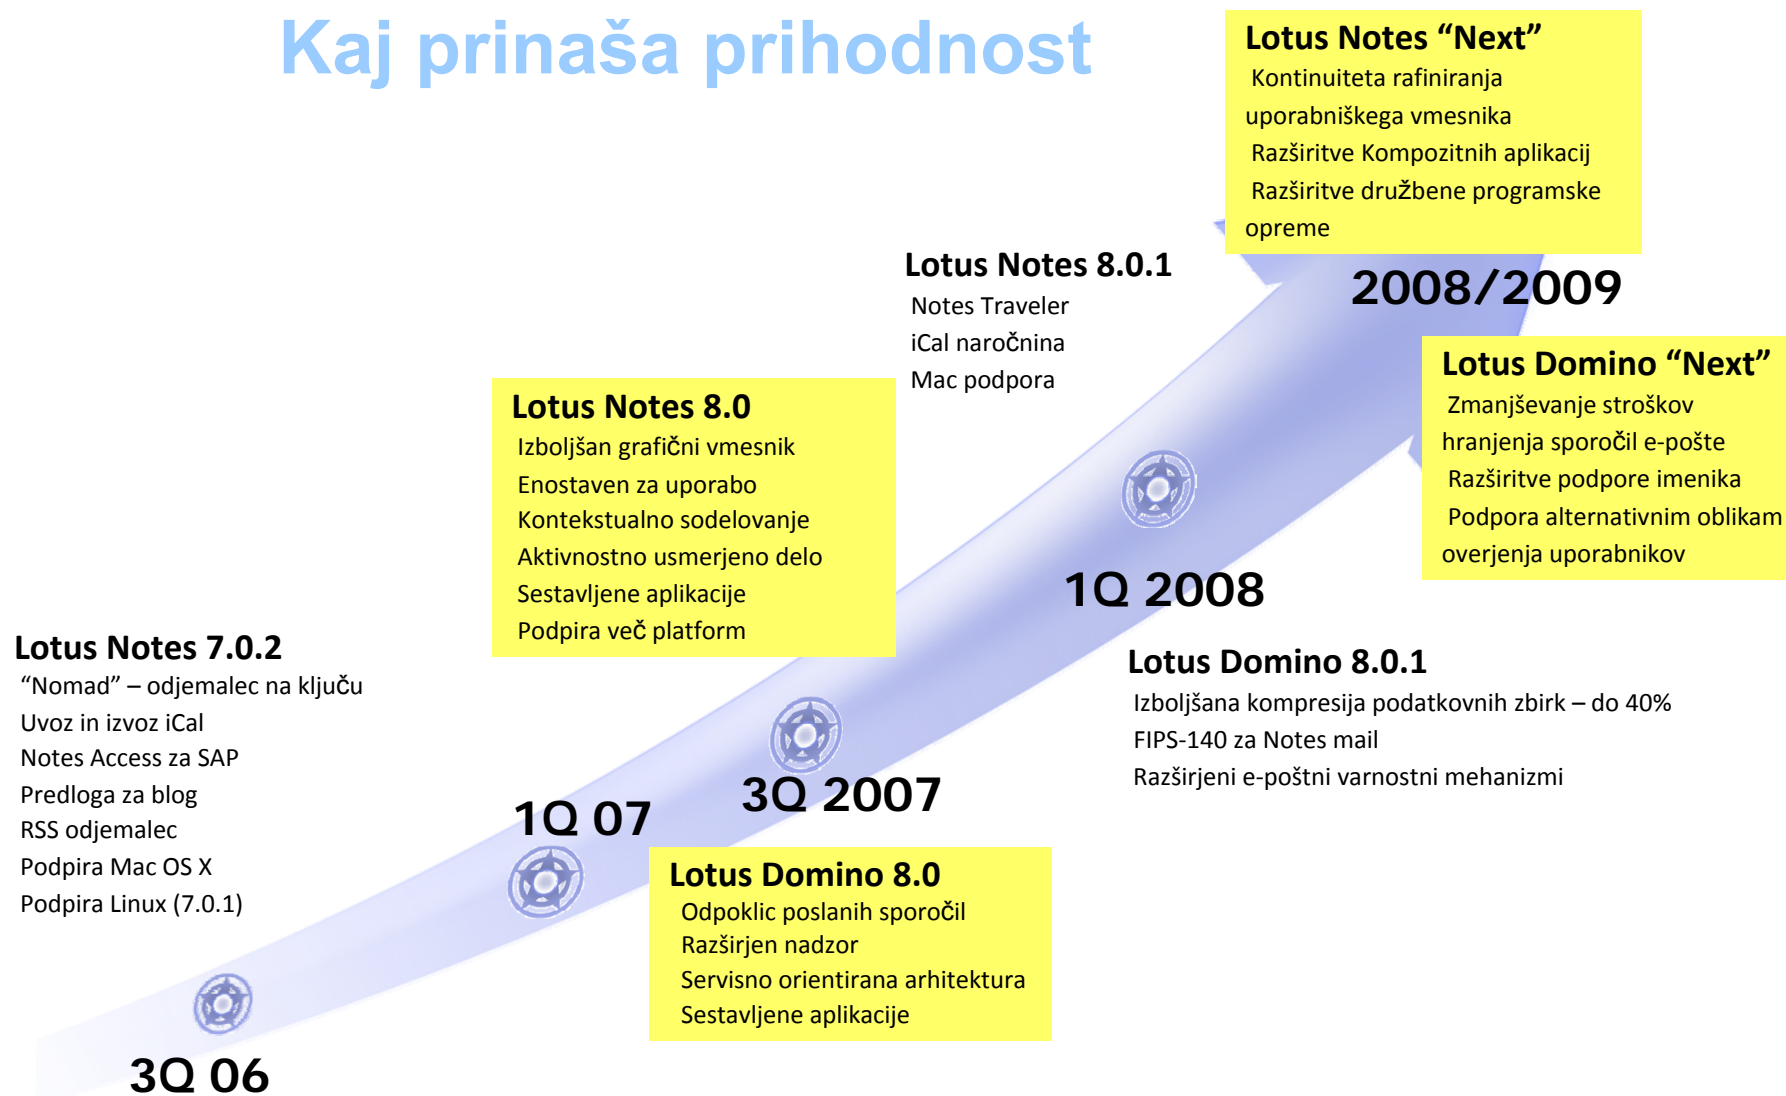 Kaj prinaša prihodnost
Lotus Notes “Next”
Kontinuiteta rafiniranja
uporabniškega vmesnika
Razširitve Kompozitnih aplikacij
Razširitve družbene programske
opreme
2008/2009
Lotus Domino “Next”
Zmanjševanje stroškov
hranjenja sporočil e-pošte
Razširitve podpore imenika
Podpora alternativnim oblikam
overjenja uporabnikov
Lotus Notes 8.0.1
Notes Traveler
iCal naročnina
Mac podpora
1Q 2008
Lotus Domino 8.0.1
Izboljšana kompresija podatkovnih zbirk – do 40%
FIPS-140 za Notes mail
Razširjeni e-poštni varnostni mehanizmi
Lotus Notes 8.0
Izboljšan grafični vmesnik
Enostaven za uporabo
Kontekstualno sodelovanje
Aktivnostno usmerjeno delo
Sestavljene aplikacije
Podpira več platform
3Q 2007
Lotus Domino 8.0
Odpoklic poslanih sporočil
Razširjen nadzor
Servisno orientirana arhitektura
Sestavljene aplikacije
1Q 07
Lotus Notes 7.0.2
“Nomad” – odjemalec na ključu
Uvoz in izvoz iCal
Notes Access za SAP
Predloga za blog
RSS odjemalec
Podpira Mac OS X
Podpira Linux (7.0.1)
3Q 06